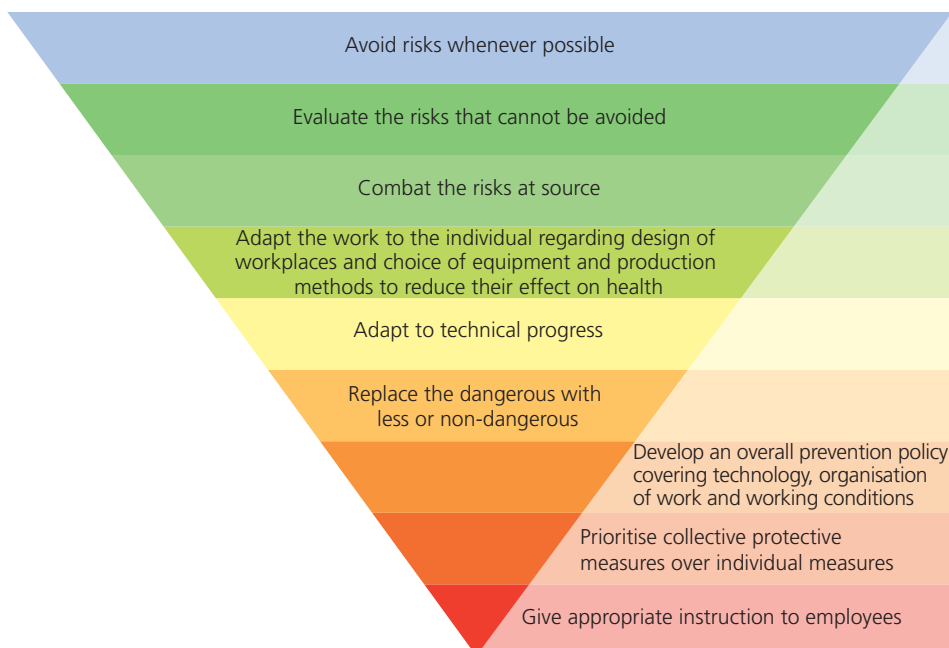 Avoid risks whenever possible
Evaluate the risks that cannot be avoided
Combat the risks at source
Adapt the work to the individual regarding design of
workplaces and choice of equipment and production
methods to reduce their effect on health
Adapt to technical progress
Replace the dangerous with
less or non-dangerous
Develop an overall prevention policy
covering technology, organisation
of work and working conditions
Prioritise collective protective
measures over individual measures
Give appropriate instruction to employees